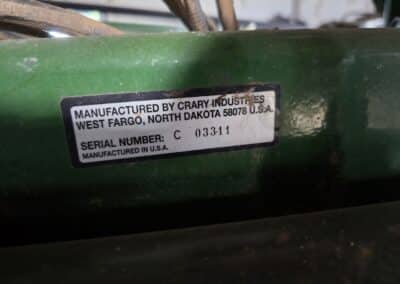 MANUFACTURED BY CRARY INDUSTRIES
WEST FARGO, NORTH DAKOTA 58078 U.S.A.
SERIAL NUMBER: C 03311
MANUFACTURED IN U.S.A.